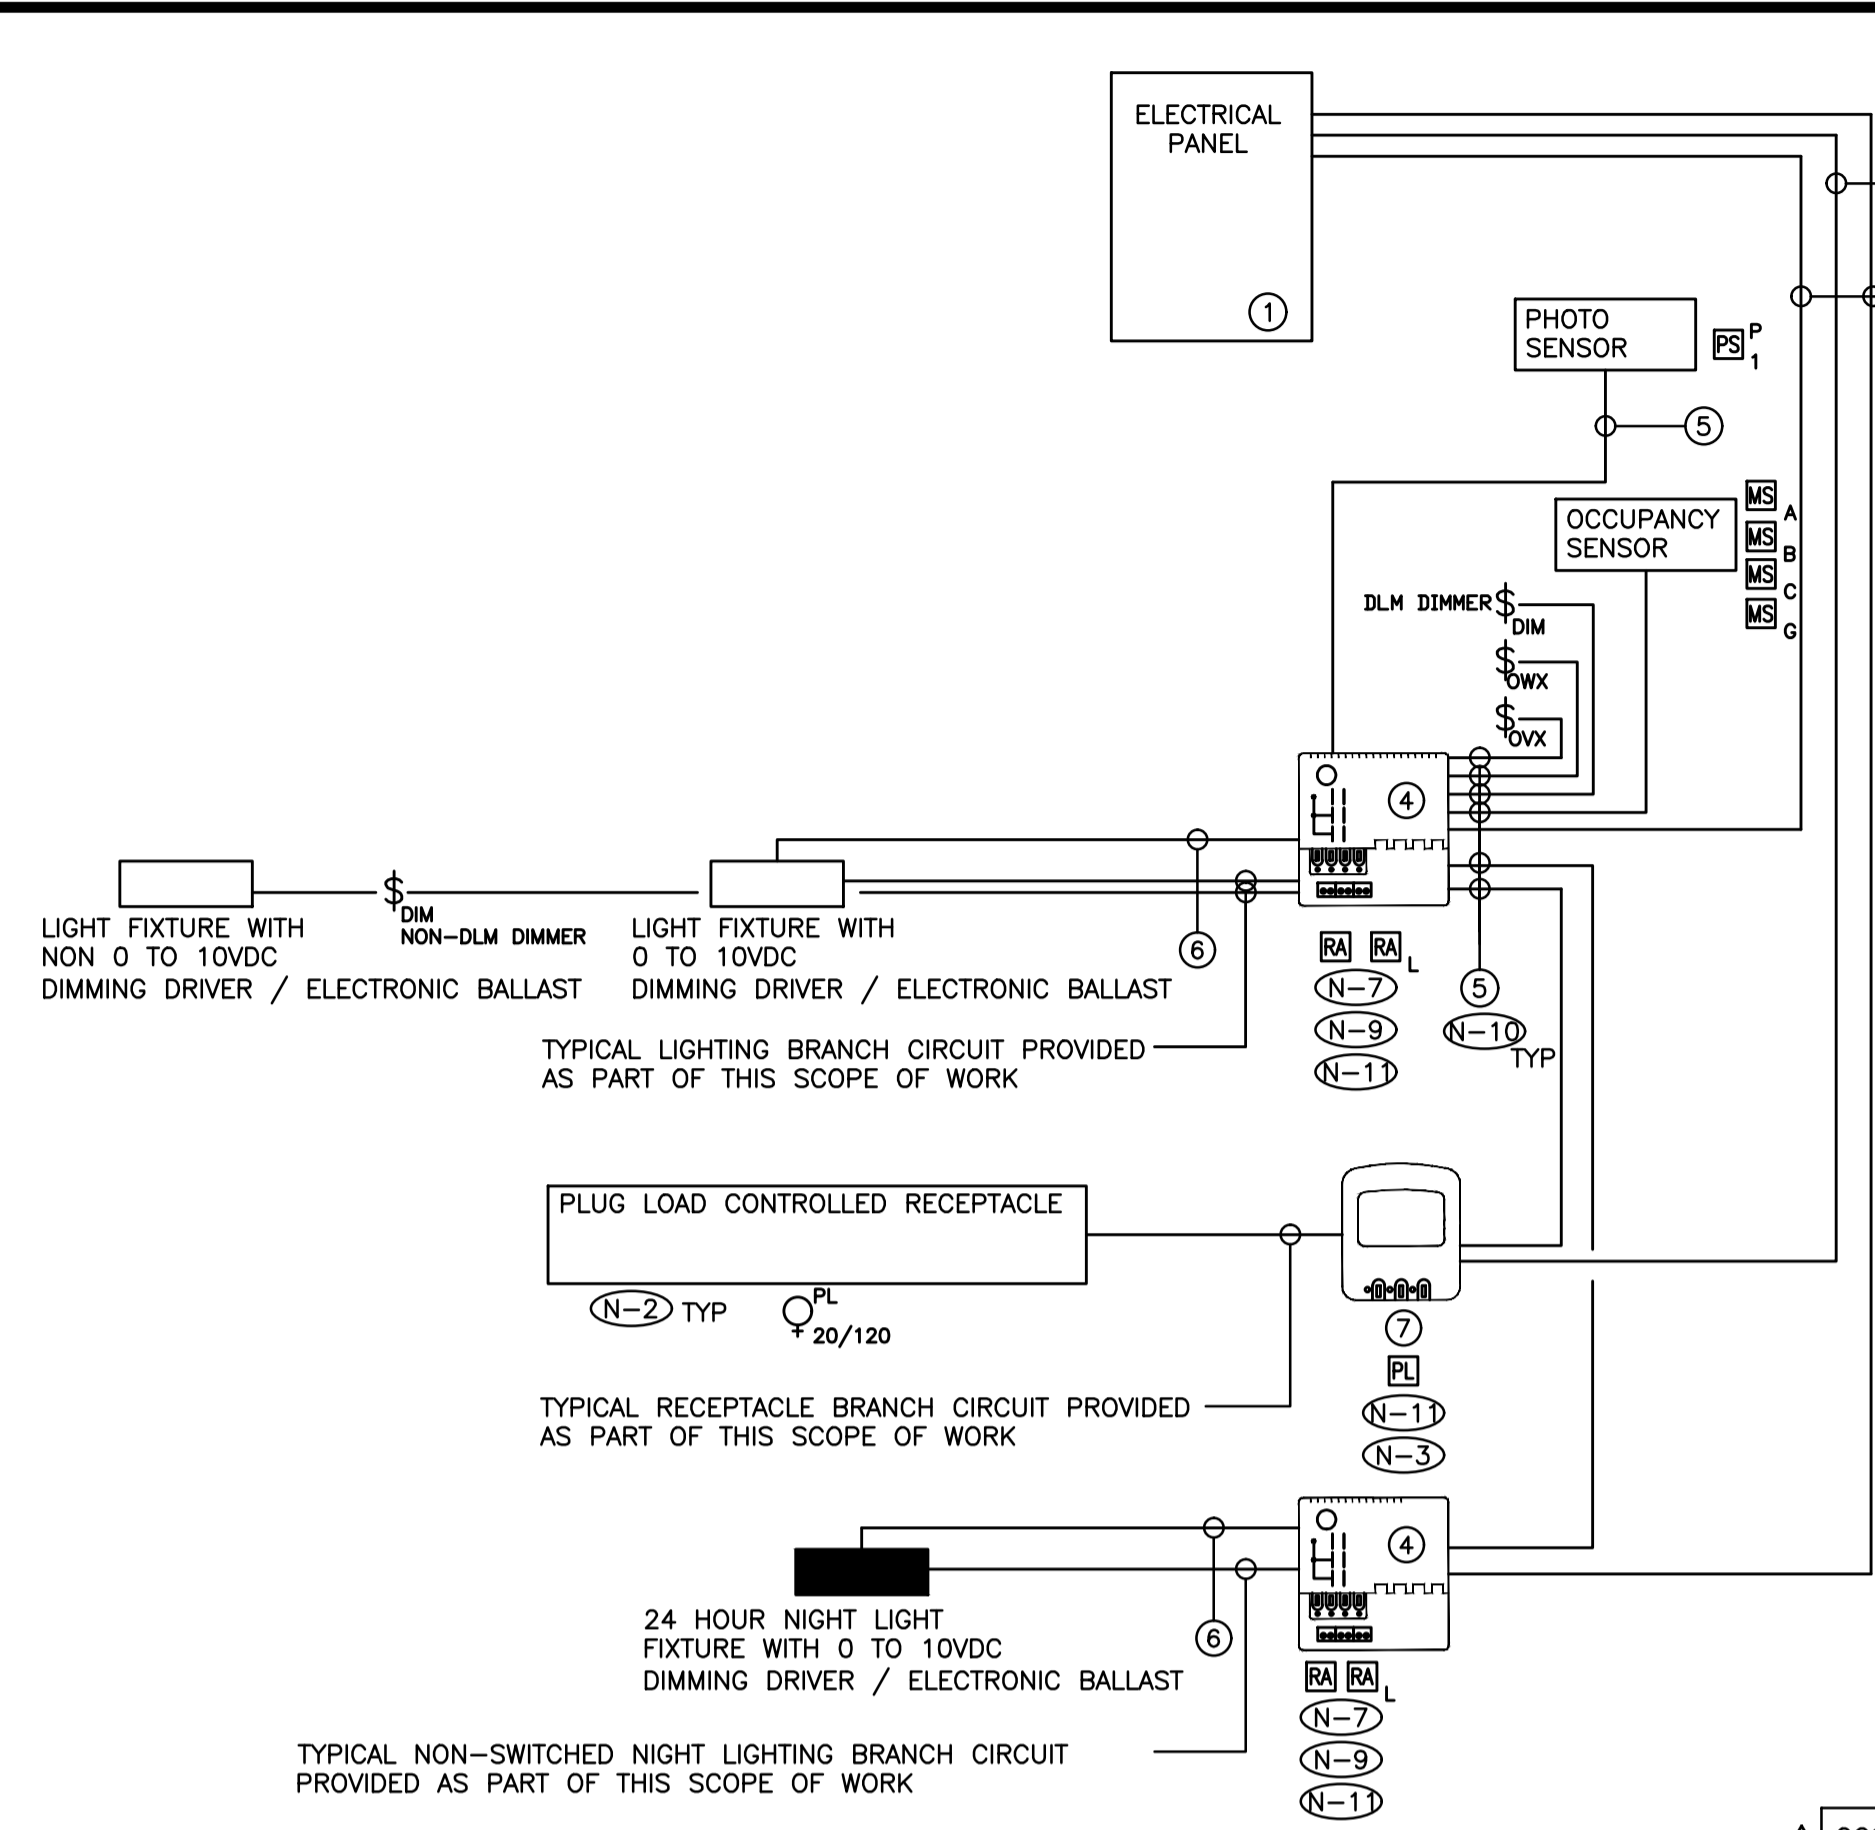 ELECTRICAL
PANEL
1
PHOTO
SENSOR
PS
P
1
5
OCCUPANCY
SENSOR
MS
A
MS
B
MS
C
MS
G
DLM DIMMER $
DIM
$
OWX
$
OVX
4
$
DIM
NON-DLM DIMMER
LIGHT FIXTURE WITH
NON 0 TO 10VDC
DIMMING DRIVER / ELECTRONIC BALLAST
LIGHT FIXTURE WITH
0 TO 10VDC
DIMMING DRIVER / ELECTRONIC BALLAST
6
RA RA
L
N-7
N-9
N-11
5
N-10
TYP
TYPICAL LIGHTING BRANCH CIRCUIT PROVIDED
AS PART OF THIS SCOPE OF WORK
PLUG LOAD CONTROLLED RECEPTACLE
N-2 TYP
PL
20/120
7
PL
N-11
N-3
TYPICAL RECEPTACLE BRANCH CIRCUIT PROVIDED
AS PART OF THIS SCOPE OF WORK
4
24 HOUR NIGHT LIGHT
FIXTURE WITH 0 TO 10VDC
DIMMING DRIVER / ELECTRONIC BALLAST
6
RA RA
L
N-7
N-9
N-11
TYPICAL NON-SWITCHED NIGHT LIGHTING BRANCH CIRCUIT
PROVIDED AS PART OF THIS SCOPE OF WORK